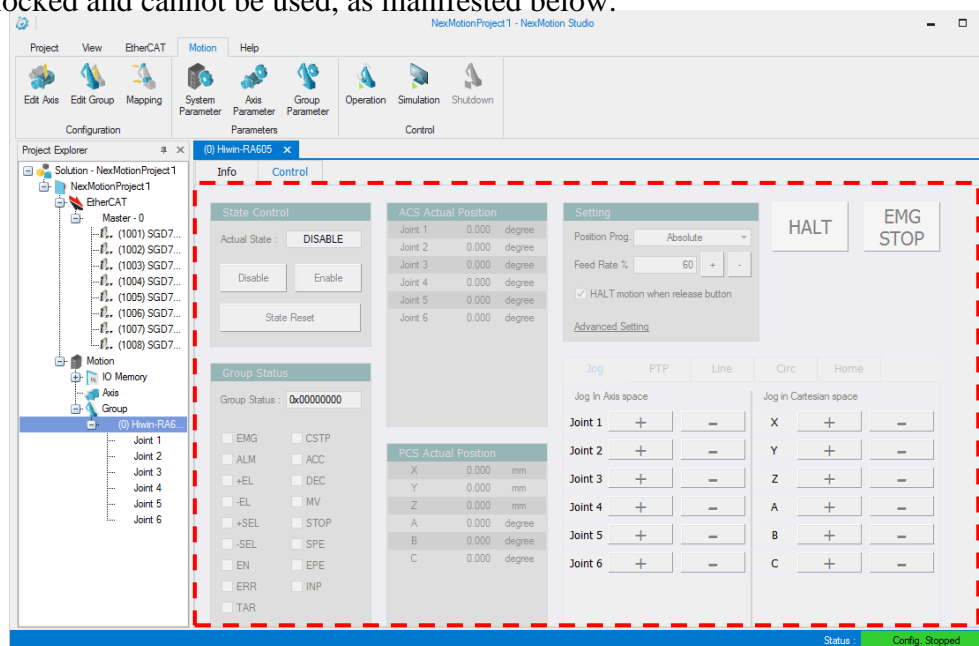 locked and cannot be used, as manifested below.
NexMotionProject1 - NexMotion Studio
Project View EtherCAT Motion Help
Edit Axis Edit Group Mapping System Parameter Axis Parameter Group Parameter Operation Simulation Shutdown
Configuration Parameters Control
Project Explorer
Solution - NexMotionProject1
NexMotionProject1
EtherCAT
Master - 0
(1001) SGD7...
(1002) SGD7...
(1003) SGD7...
(1004) SGD7...
(1005) SGD7...
(1006) SGD7...
(1007) SGD7...
(1008) SGD7...
Motion
IO Memory
Axis
Group
(0) Hiwin-RA6...
Joint 1
Joint 2
Joint 3
Joint 4
Joint 5
Joint 6
(0) Hiwin-RA605
Info Control
State Control
Actual State : DISABLE
Disable Enable
State Reset
Group Status
Group Status : 0x00000000
EMG CSTP
ALM ACC
+EL DEC
-EL MV
+SEL STOP
-SEL SPE
EN EPE
ERR INP
TAR
ACS Actual Position
Joint 1 0.000 degree
Joint 2 0.000 degree
Joint 3 0.000 degree
Joint 4 0.000 degree
Joint 5 0.000 degree
Joint 6 0.000 degree
PCS Actual Position
X 0.000 mm
Y 0.000 mm
Z 0.000 mm
A 0.000 degree
B 0.000 degree
C 0.000 degree
Setting
Position Prog. Absolute
Feed Rate % 60 + -
HALT motion when release button
Advanced Setting
HALT
EMG
STOP
Jog PTP Line Circ Home
Jog In Axis space Jog in Cartesian space
Joint 1 + - X + -
Joint 2 + - Y + -
Joint 3 + - Z + -
Joint 4 + - A + -
Joint 5 + - B + -
Joint 6 + - C + -
Status : Config. Stopped